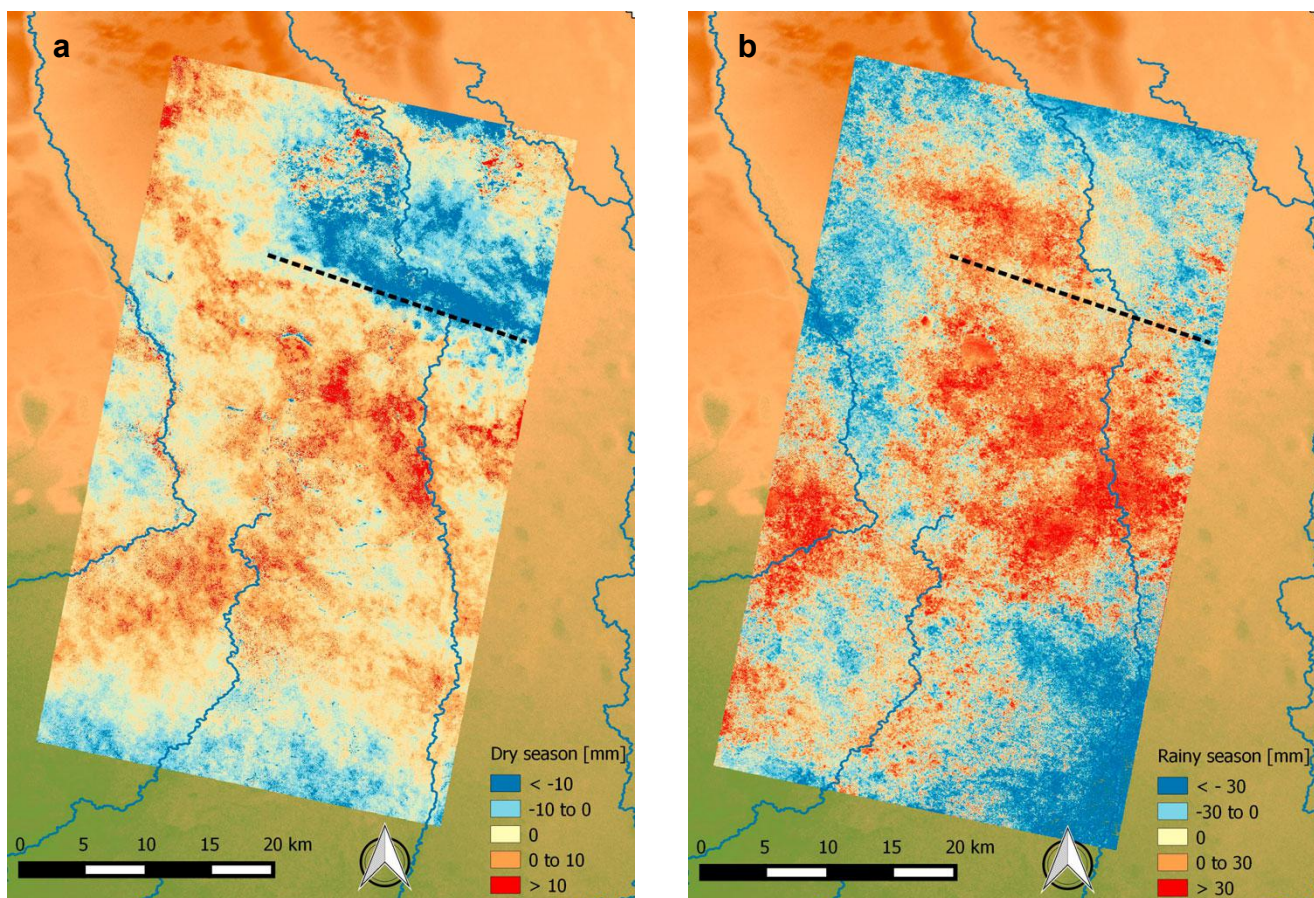 a
Dry season [mm]
< -10
-10 to 0
0
0 to 10
> 10
0 5 10 15 20 km
b
Rainy season [mm]
< - 30
-30 to 0
0
0 to 30
> 30
0 5 10 15 20 km